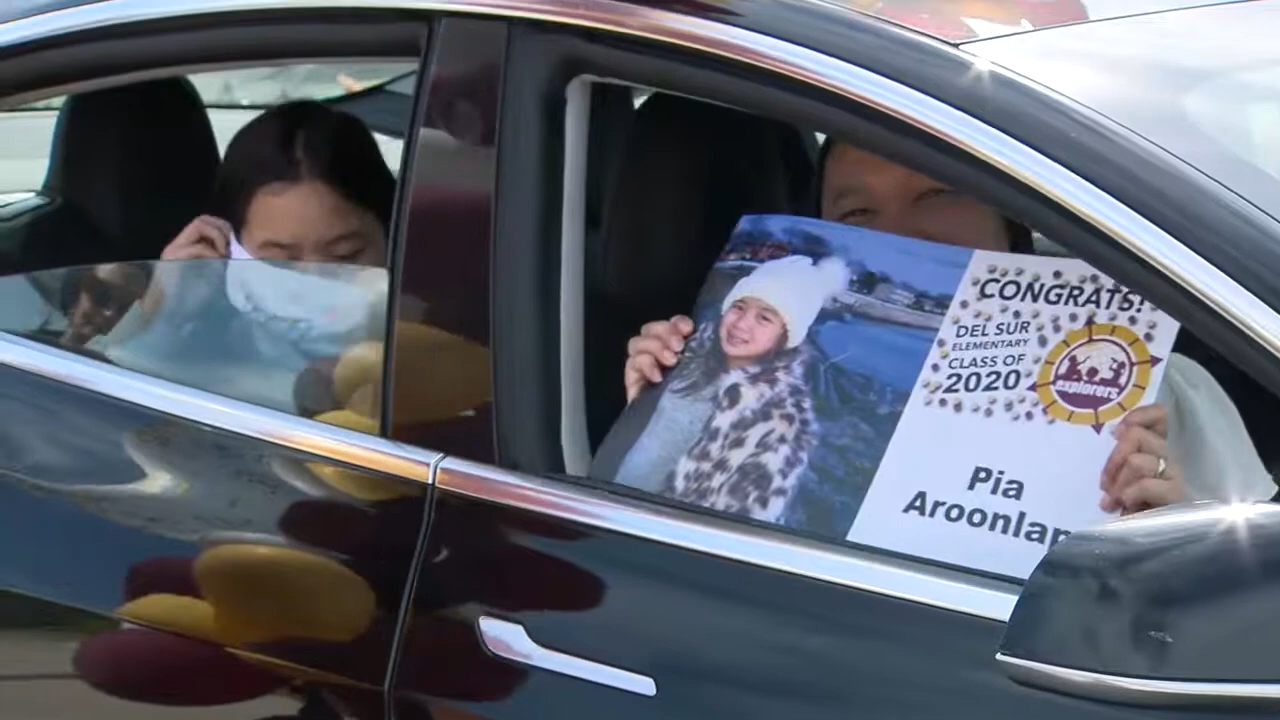 CONGRATS!
DEL SUR
ELEMENTARY
CLASS OF
2020
explorers
Pia